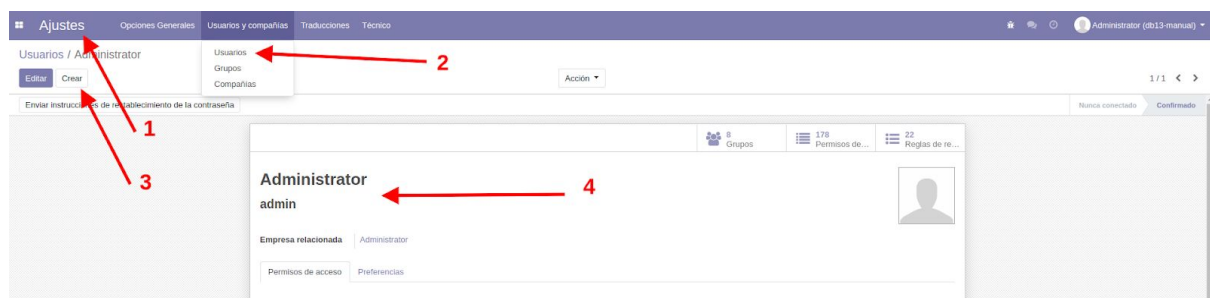 Ajustes Opciones Generales Usuarios y compañías Traducciones Técnico Administrator (db13-manual)
Usuarios / Administrator
Usuarios
Grupos
Compañías
2
Editar Crear
Acción
1 / 1
Enviar instrucciones de restablecimiento de la contraseña
Nunca conectado Confirmado
1
8
Grupos
178
Permisos de...
22
Reglas de re...
3
Administrator
4
admin
Empresa relacionada Administrator
Permisos de acceso Preferencias